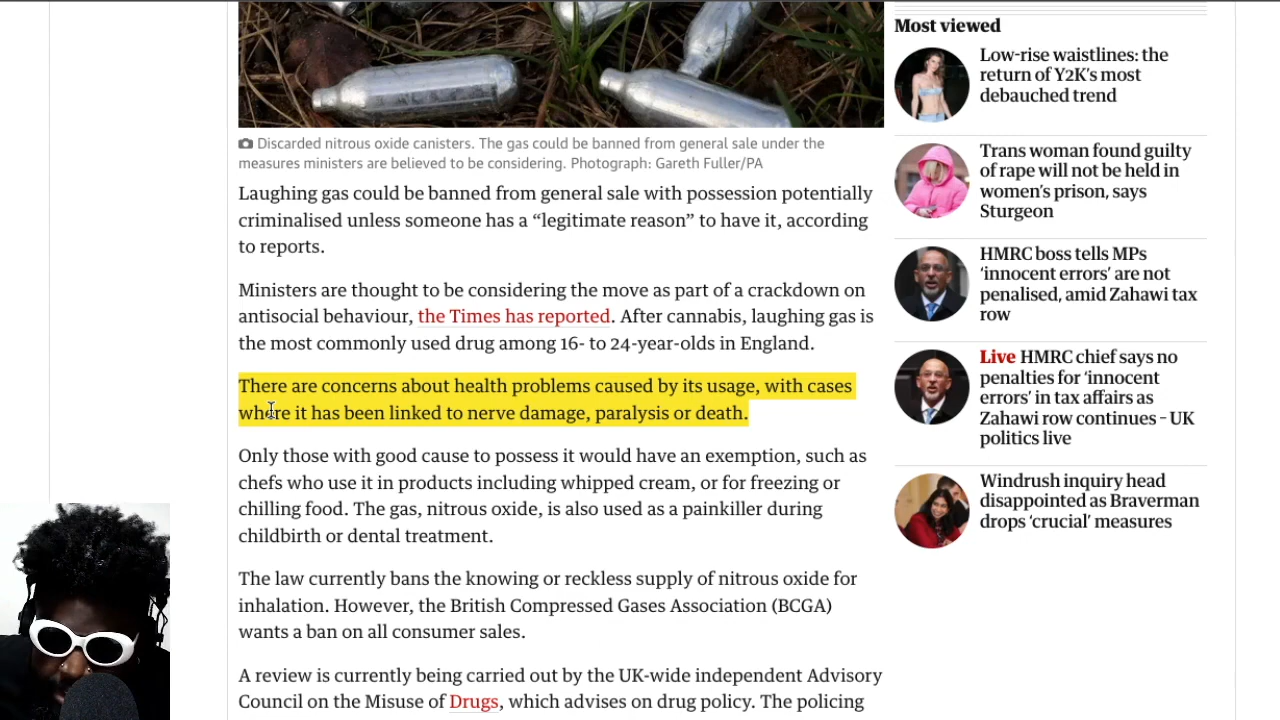 Discarded nitrous oxide canisters. The gas could be banned from general sale under the
measures ministers are believed to be considering. Photograph: Gareth Fuller/PA
Laughing gas could be banned from general sale with possession potentially
criminalised unless someone has a “legitimate reason” to have it, according
to reports.
Ministers are thought to be considering the move as part of a crackdown on
antisocial behaviour, the Times has reported. After cannabis, laughing gas is
the most commonly used drug among 16- to 24-year-olds in England.
There are concerns about health problems caused by its usage, with cases
where it has been linked to nerve damage, paralysis or death.
Only those with good cause to possess it would have an exemption, such as
chefs who use it in products including whipped cream, or for freezing or
chilling food. The gas, nitrous oxide, is also used as a painkiller during
childbirth or dental treatment.
The law currently bans the knowing or reckless supply of nitrous oxide for
inhalation. However, the British Compressed Gases Association (BCGA)
wants a ban on all consumer sales.
A review is currently being carried out by the UK-wide independent Advisory
Council on the Misuse of Drugs, which advises on drug policy. The policing
Most viewed
Low-rise waistlines: the
return of Y2K’s most
debauched trend
Trans woman found guilty
of rape will not be held in
women’s prison, says
Sturgeon
HMRC boss tells MPs
‘innocent errors’ are not
penalised, amid Zahawi tax
row
Live HMRC chief says no
penalties for ‘innocent
errors’ in tax affairs as
Zahawi row continues – UK
politics live
Windrush inquiry head
disappointed as Braverman
drops ‘crucial’ measures